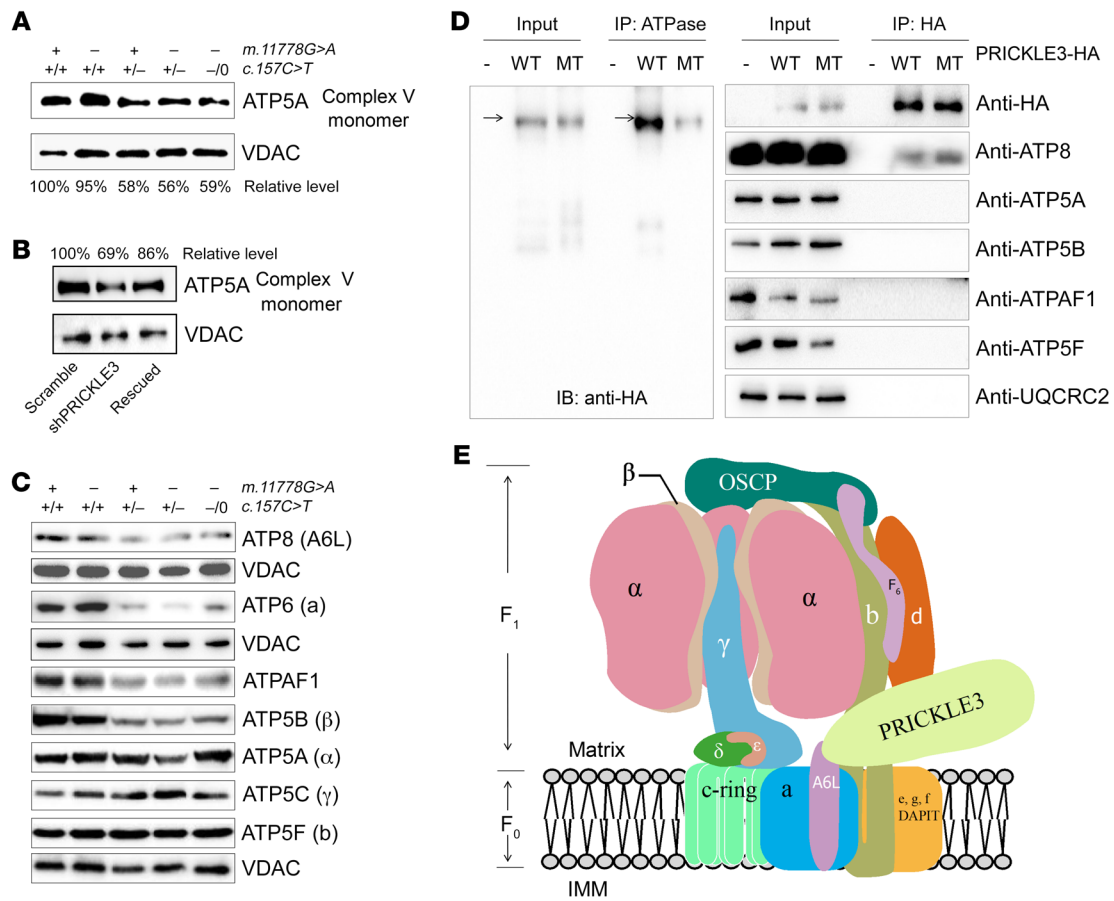 A
+ – + – – m.11778G>A
+/+ +/+ +/– +/– –/0 c.157C>T
ATP5A Complex V
monomer
VDAC
100% 95% 58% 56% 59% Relative level
B
100% 69% 86% Relative level
ATP5A Complex V
monomer
VDAC
Scramble
shPRICKLE3
Rescued
C
+ – + – – m.11778G>A
+/+ +/+ +/– +/– –/0 c.157C>T
ATP8 (A6L)
VDAC
ATP6 (a)
VDAC
ATPAF1
ATP5B (β)
ATP5A (α)
ATP5C (γ)
ATP5F (b)
VDAC
D
Input IP: ATPase Input IP: HA
- WT MT - WT MT - WT MT - WT MT PRICKLE3-HA
IB: anti-HA
Anti-HA
Anti-ATP8
Anti-ATP5A
Anti-ATP5B
Anti-ATPAF1
Anti-ATP5F
Anti-UQCRC2
E
OSCP
β
α
α
F6
b
d
γ
F1
PRICKLE3
δ
ε
Matrix
c-ring
a
A6L
e, g, f
DAPIT
F0
IMM